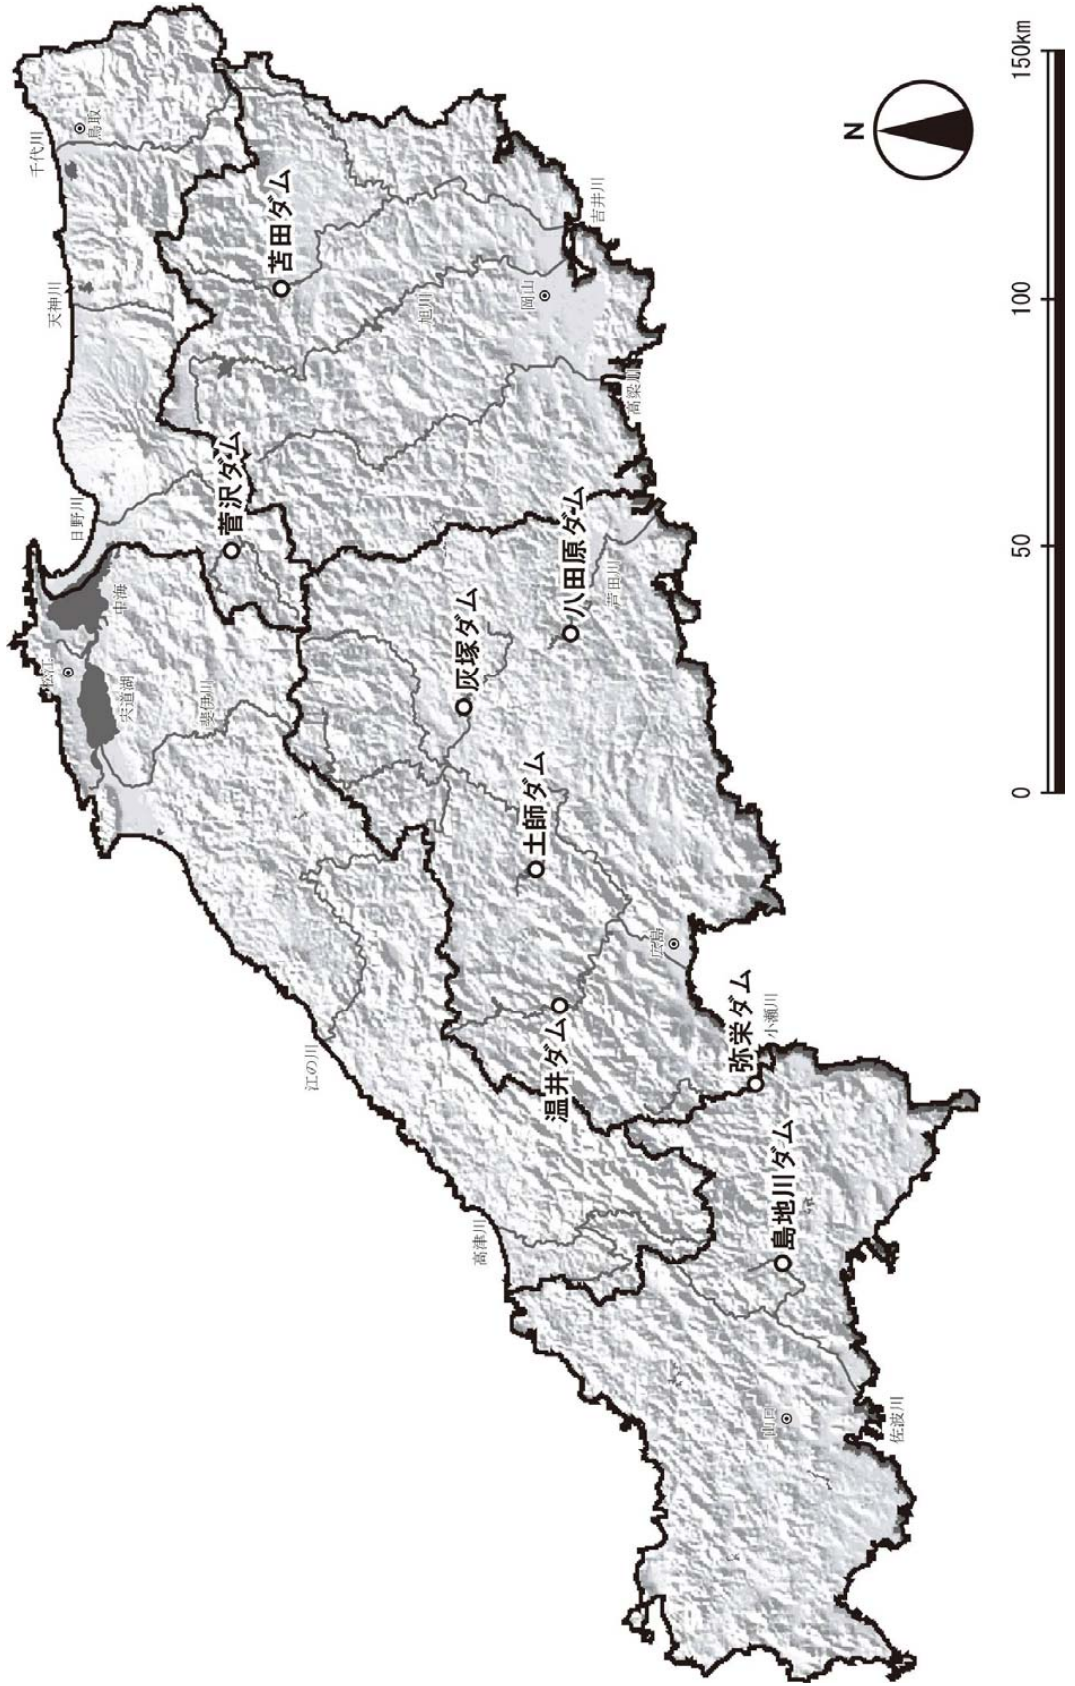 千代川
鳥取
天神川
日野川
中海
松江
宍道湖
斐伊川
菅沢ダム
苫田ダム
旭川
岡山
吉井川
高梁川
江の川
灰塚ダム
八田原ダム
芦田川
土師ダム
温井ダム
広島
弥栄ダム
小瀬川
高津川
島地川ダム
山口
佐波川
N
0
50
100
150km